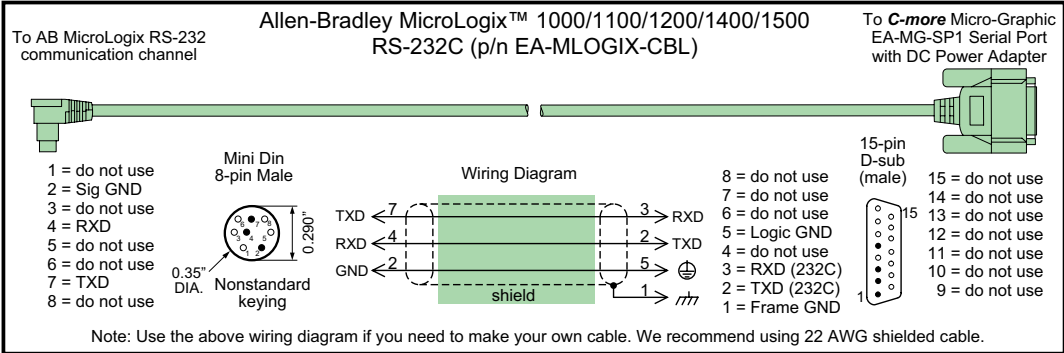 To AB MicroLogix RS-232
communication channel
Allen-Bradley MicroLogix™ 1000/1100/1200/1400/1500
RS-232C (p/n EA-MLOGIX-CBL)
To C-more Micro-Graphic
EA-MG-SP1 Serial Port
with DC Power Adapter
1 = do not use
2 = Sig GND
3 = do not use
4 = RXD
5 = do not use
6 = do not use
7 = TXD
8 = do not use
Mini Din
8-pin Male
6 7 8
3 4 5
1 2
0.290"
0.35"
DIA.
Nonstandard
keying
Wiring Diagram
TXD 7 3 RXD
RXD 4 2 TXD
GND 2 5
1
shield
8 = do not use
7 = do not use
6 = do not use
5 = Logic GND
4 = do not use
3 = RXD (232C)
2 = TXD (232C)
1 = Frame GND
15-pin
D-sub
(male)
15
1
15 = do not use
14 = do not use
13 = do not use
12 = do not use
11 = do not use
10 = do not use
9 = do not use
Note: Use the above wiring diagram if you need to make your own cable. We recommend using 22 AWG shielded cable.